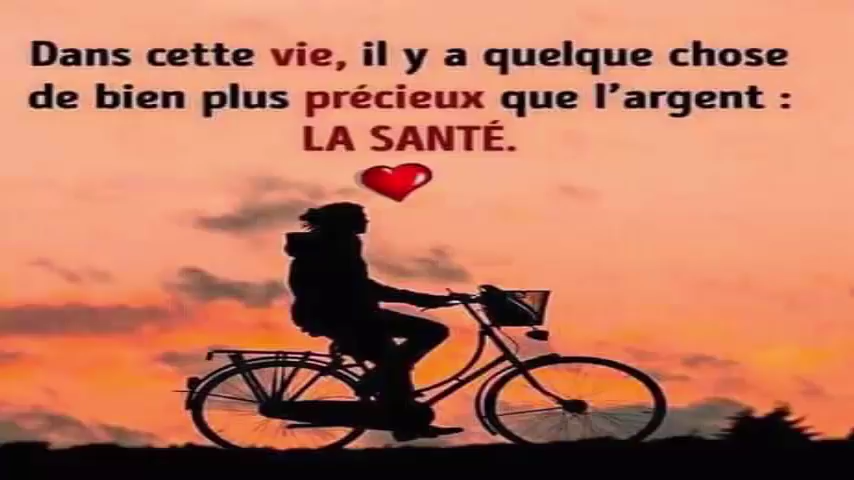 Dans cette vie, il y a quelque chose
de bien plus précieux que l'argent :
LA SANTÉ.